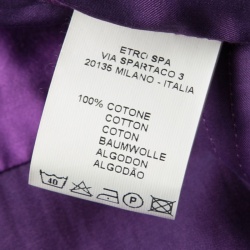 ETRO SPA
VIA SPARTACO 3
20135 MILANO - ITALIA
100% COTONE
COTTON
COTON
BAUMWOLLE
ALGODON
ALGODÃO
40 P